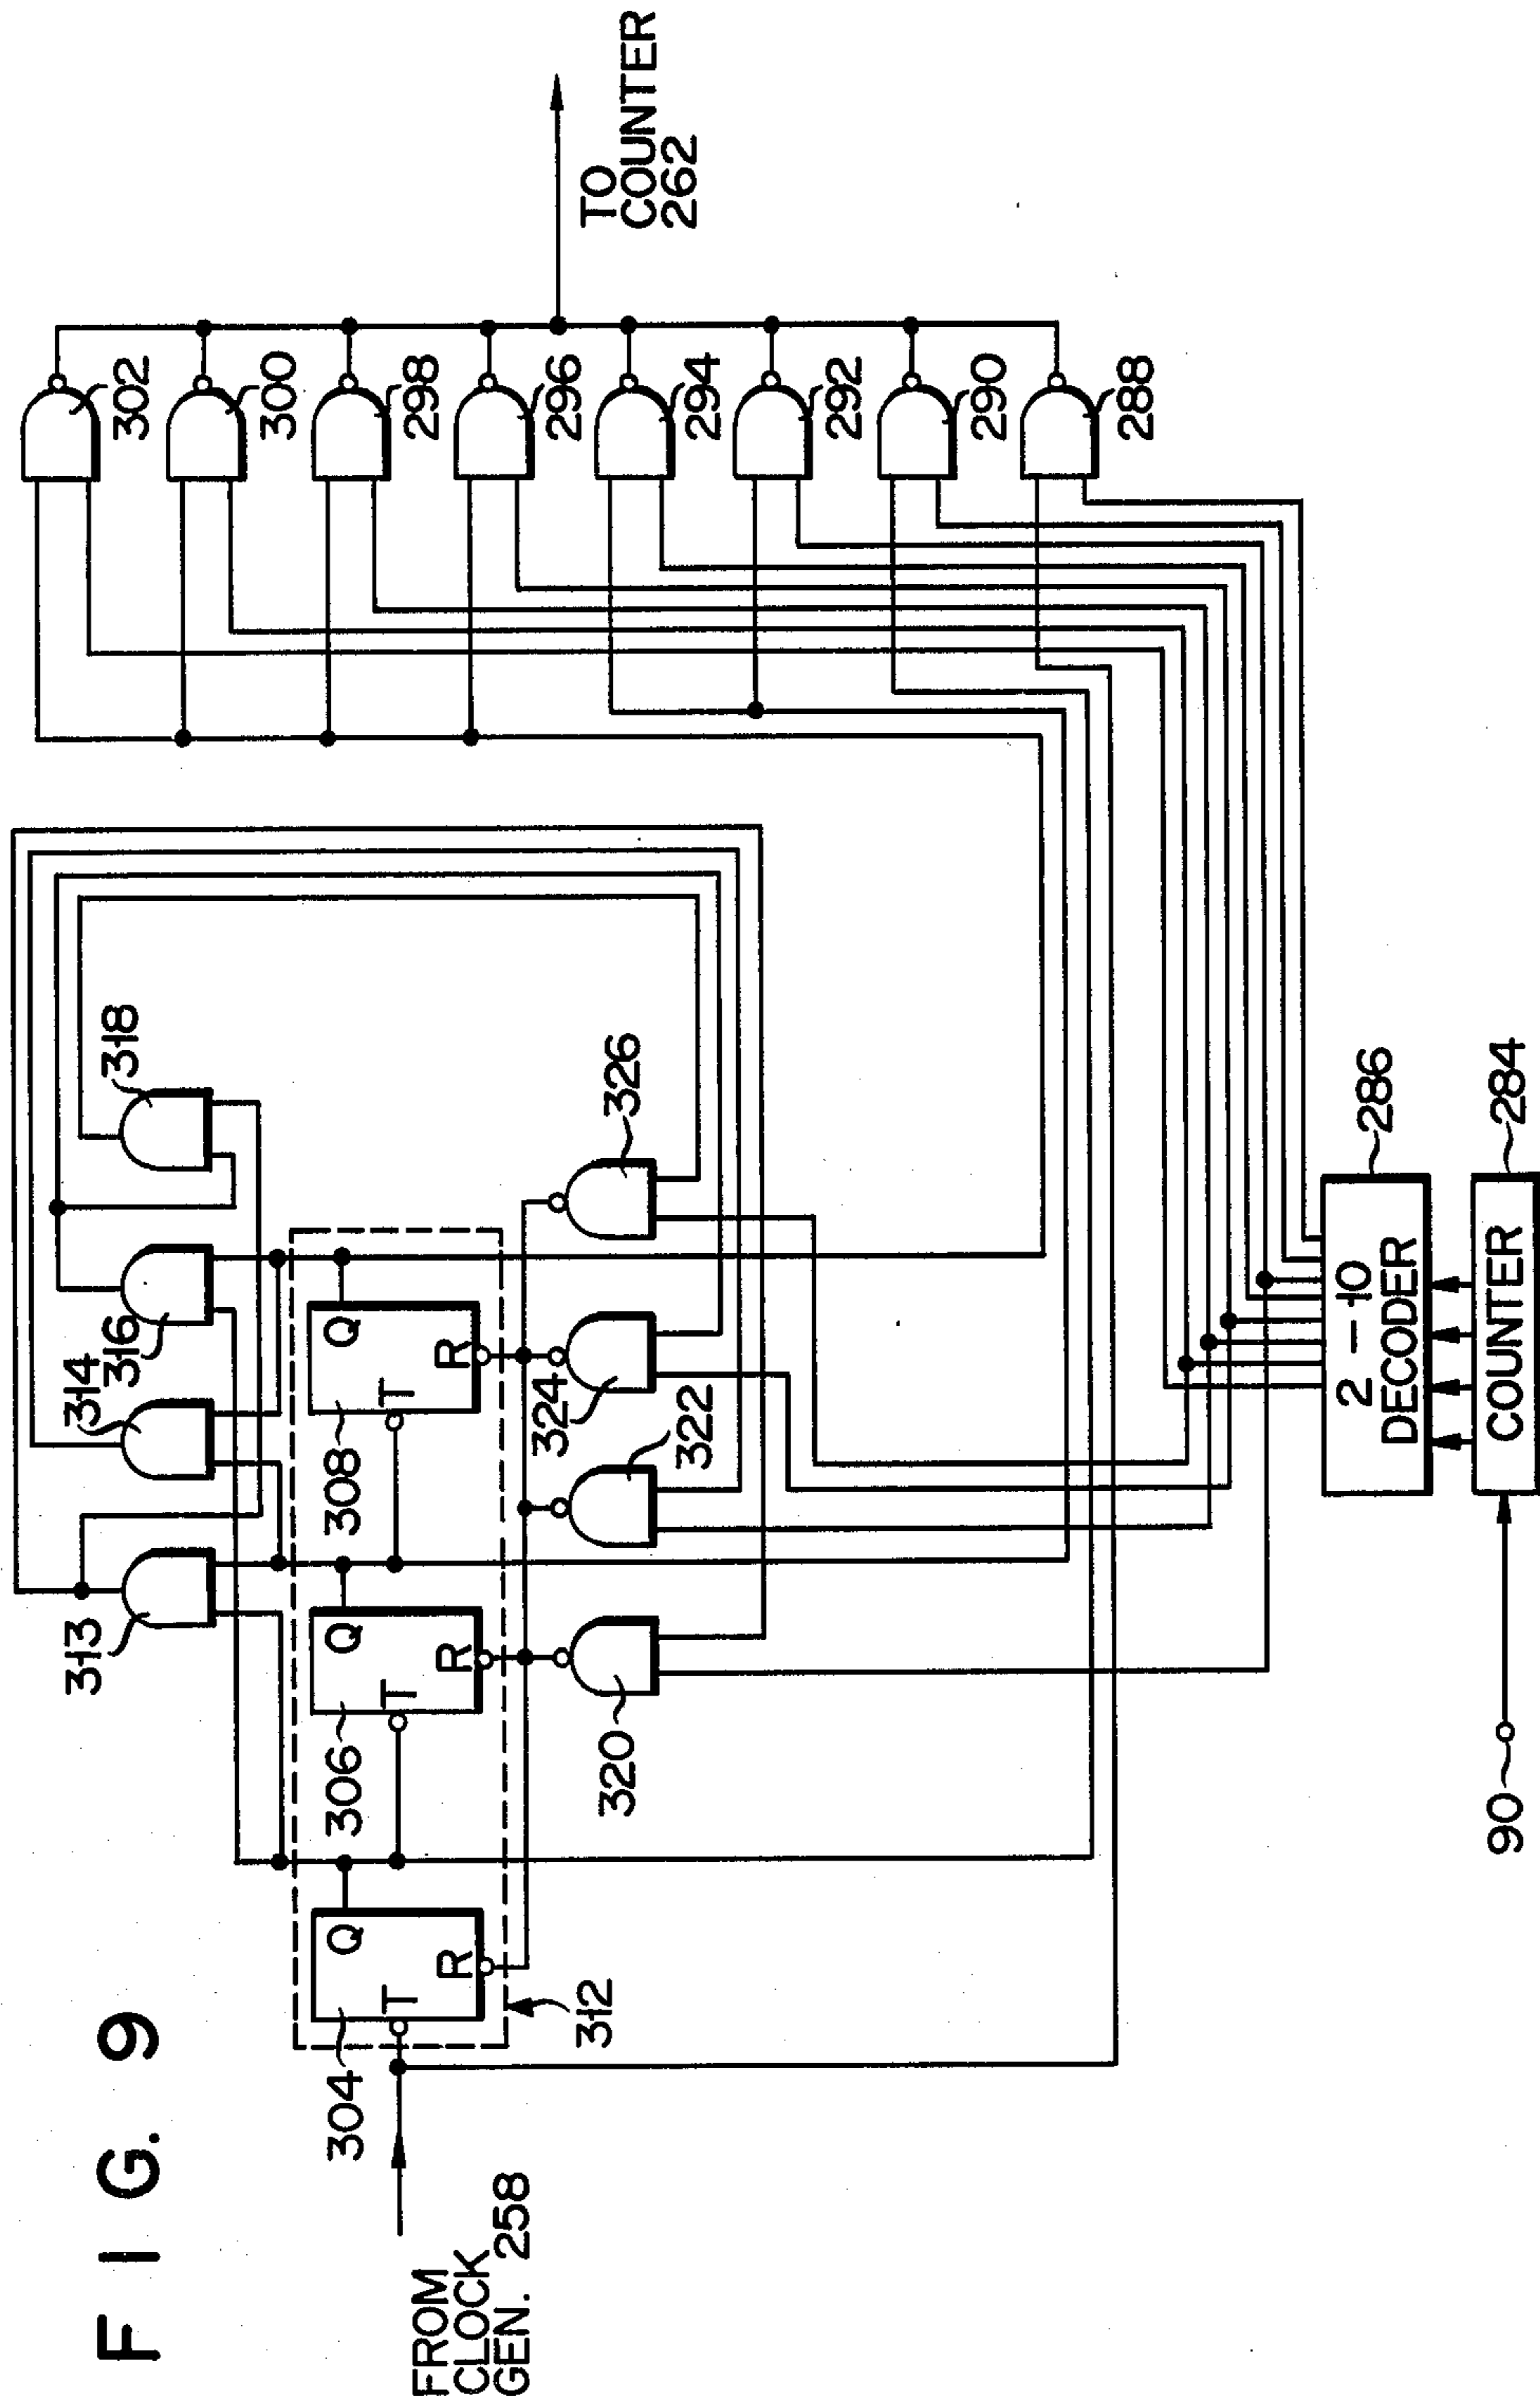 FIG. 9
313
314
316
318
304
Q
T
R
306
Q
T
R
308
Q
T
R
312
320
322
324
326
FROM
CLOCK
GEN. 258
302
300
298
296
294
292
290
288
TO
COUNTER
262
2-10
DECODER
286
COUNTER
284
90